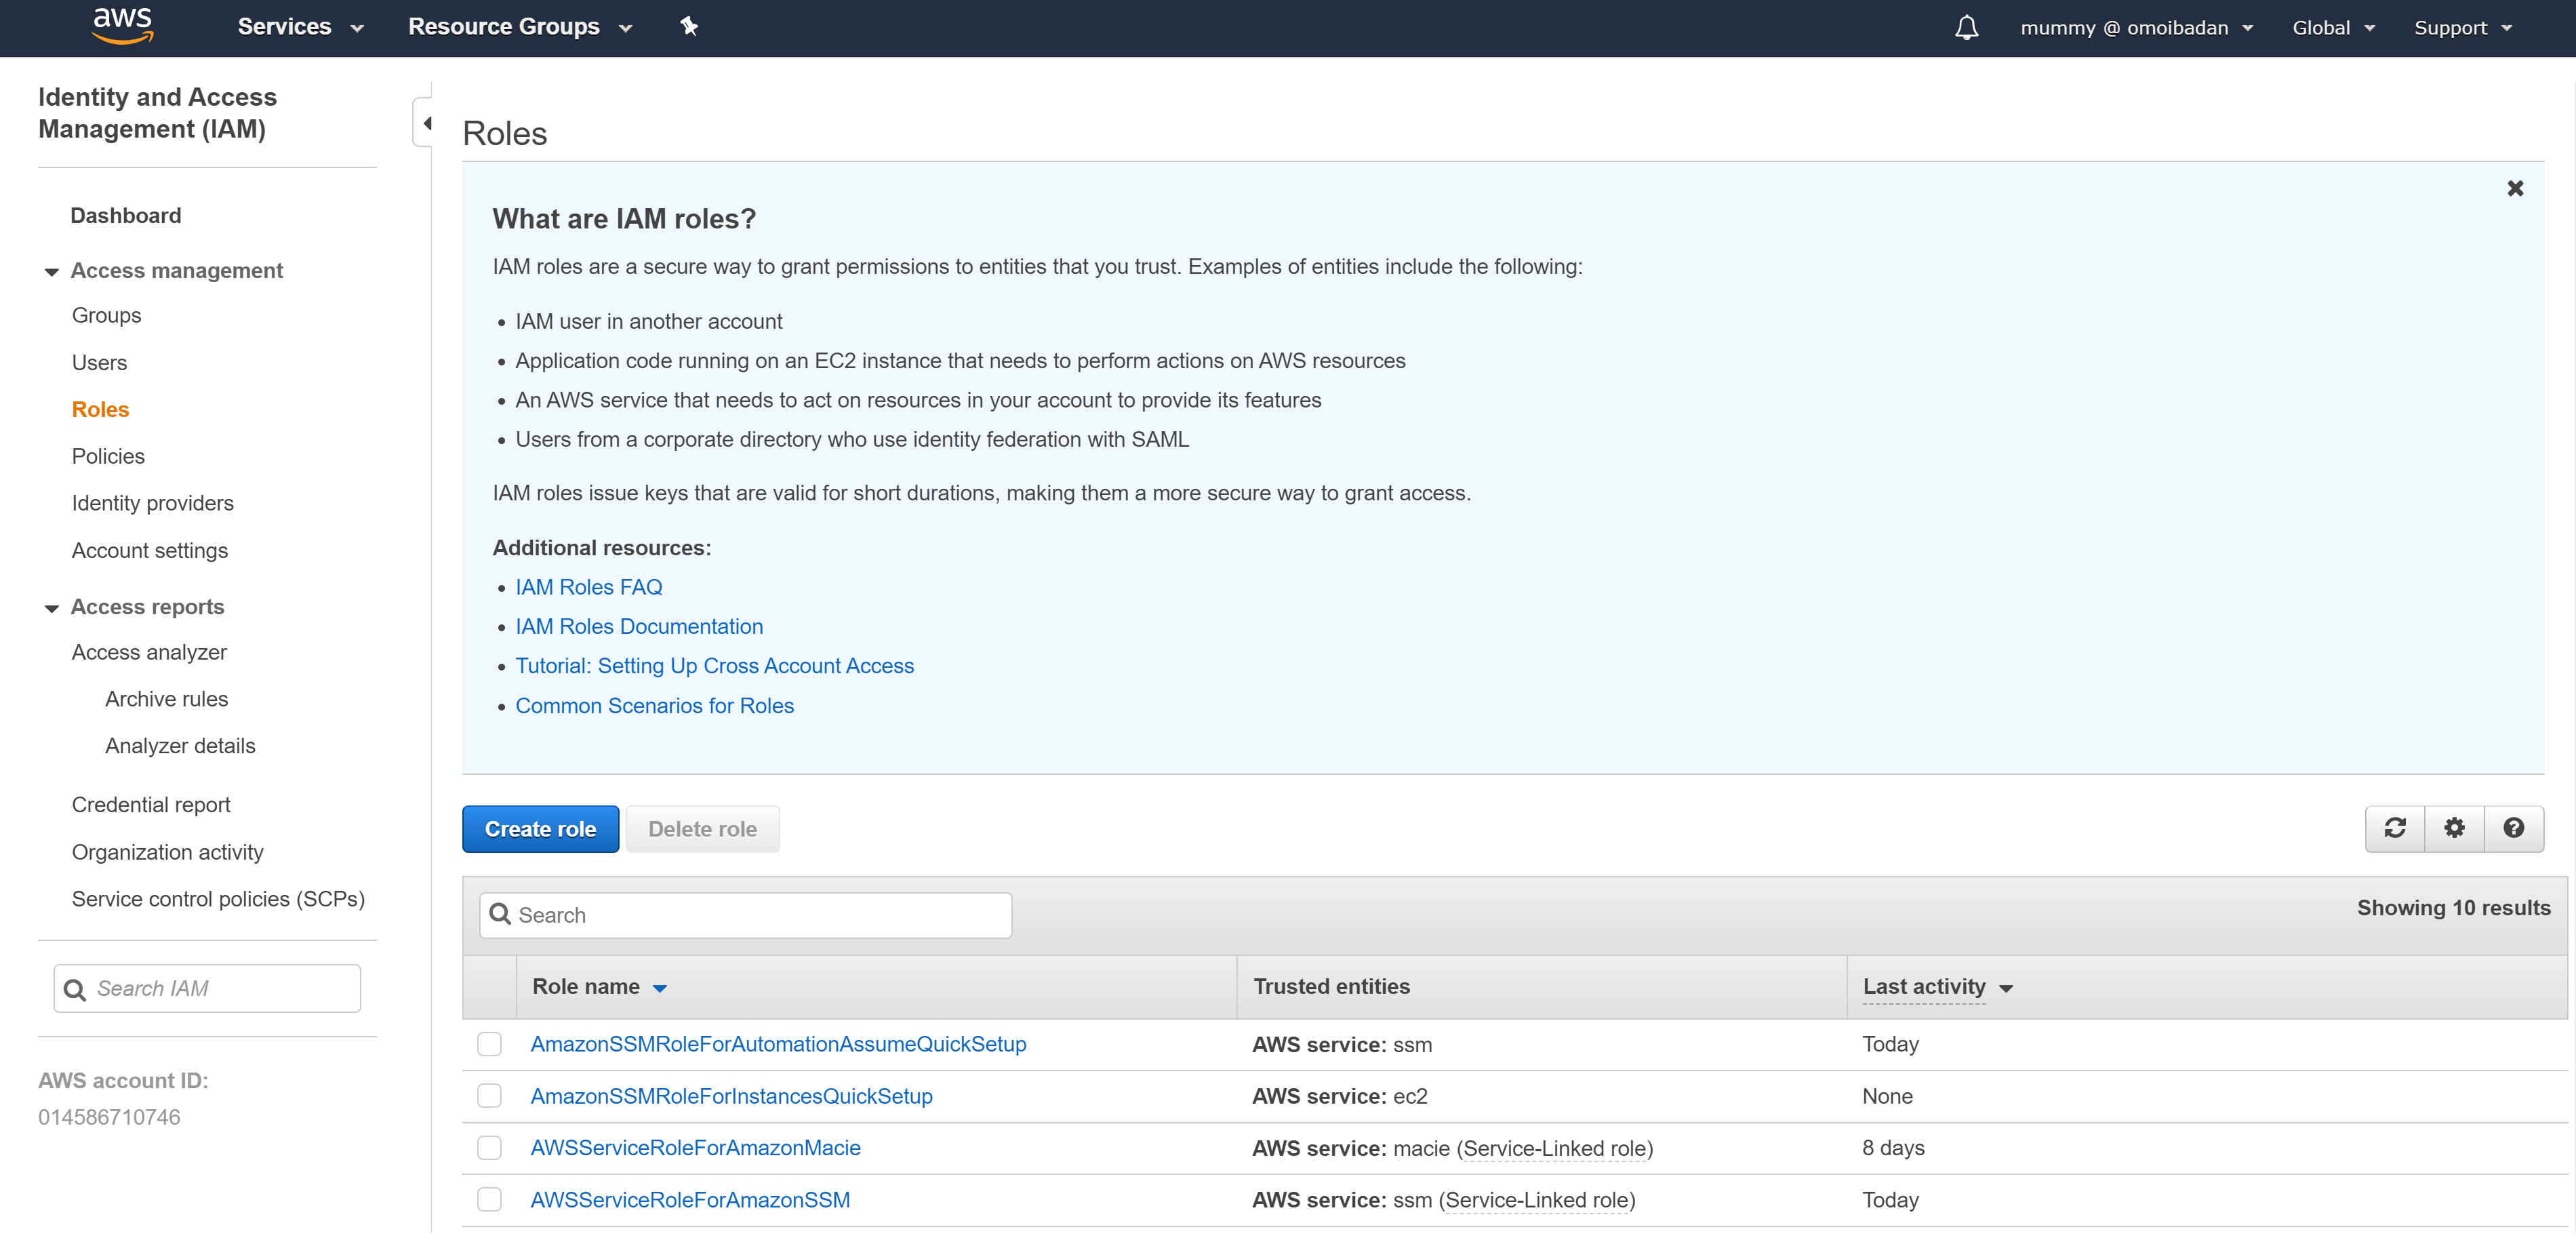 aws
Services
Resource Groups
mummy @ omoibadan
Global
Support
Identity and Access
Management (IAM)
Dashboard
Access management
Groups
Users
Roles
Policies
Identity providers
Account settings
Access reports
Access analyzer
Archive rules
Analyzer details
Credential report
Organization activity
Service control policies (SCPs)
Search IAM
AWS account ID:
014586710746
Roles
What are IAM roles?
IAM roles are a secure way to grant permissions to entities that you trust. Examples of entities include the following:
IAM user in another account
Application code running on an EC2 instance that needs to perform actions on AWS resources
An AWS service that needs to act on resources in your account to provide its features
Users from a corporate directory who use identity federation with SAML
IAM roles issue keys that are valid for short durations, making them a more secure way to grant access.
Additional resources:
IAM Roles FAQ
IAM Roles Documentation
Tutorial: Setting Up Cross Account Access
Common Scenarios for Roles
Create role
Delete role
Search
Showing 10 results
Role name Trusted entities Last activity
AmazonSSMRoleForAutomationAssumeQuickSetup AWS service: ssm Today
AmazonSSMRoleForInstancesQuickSetup AWS service: ec2 None
AWSServiceRoleForAmazonMacie AWS service: macie (Service-Linked role) 8 days
AWSServiceRoleForAmazonSSM AWS service: ssm (Service-Linked role) Today